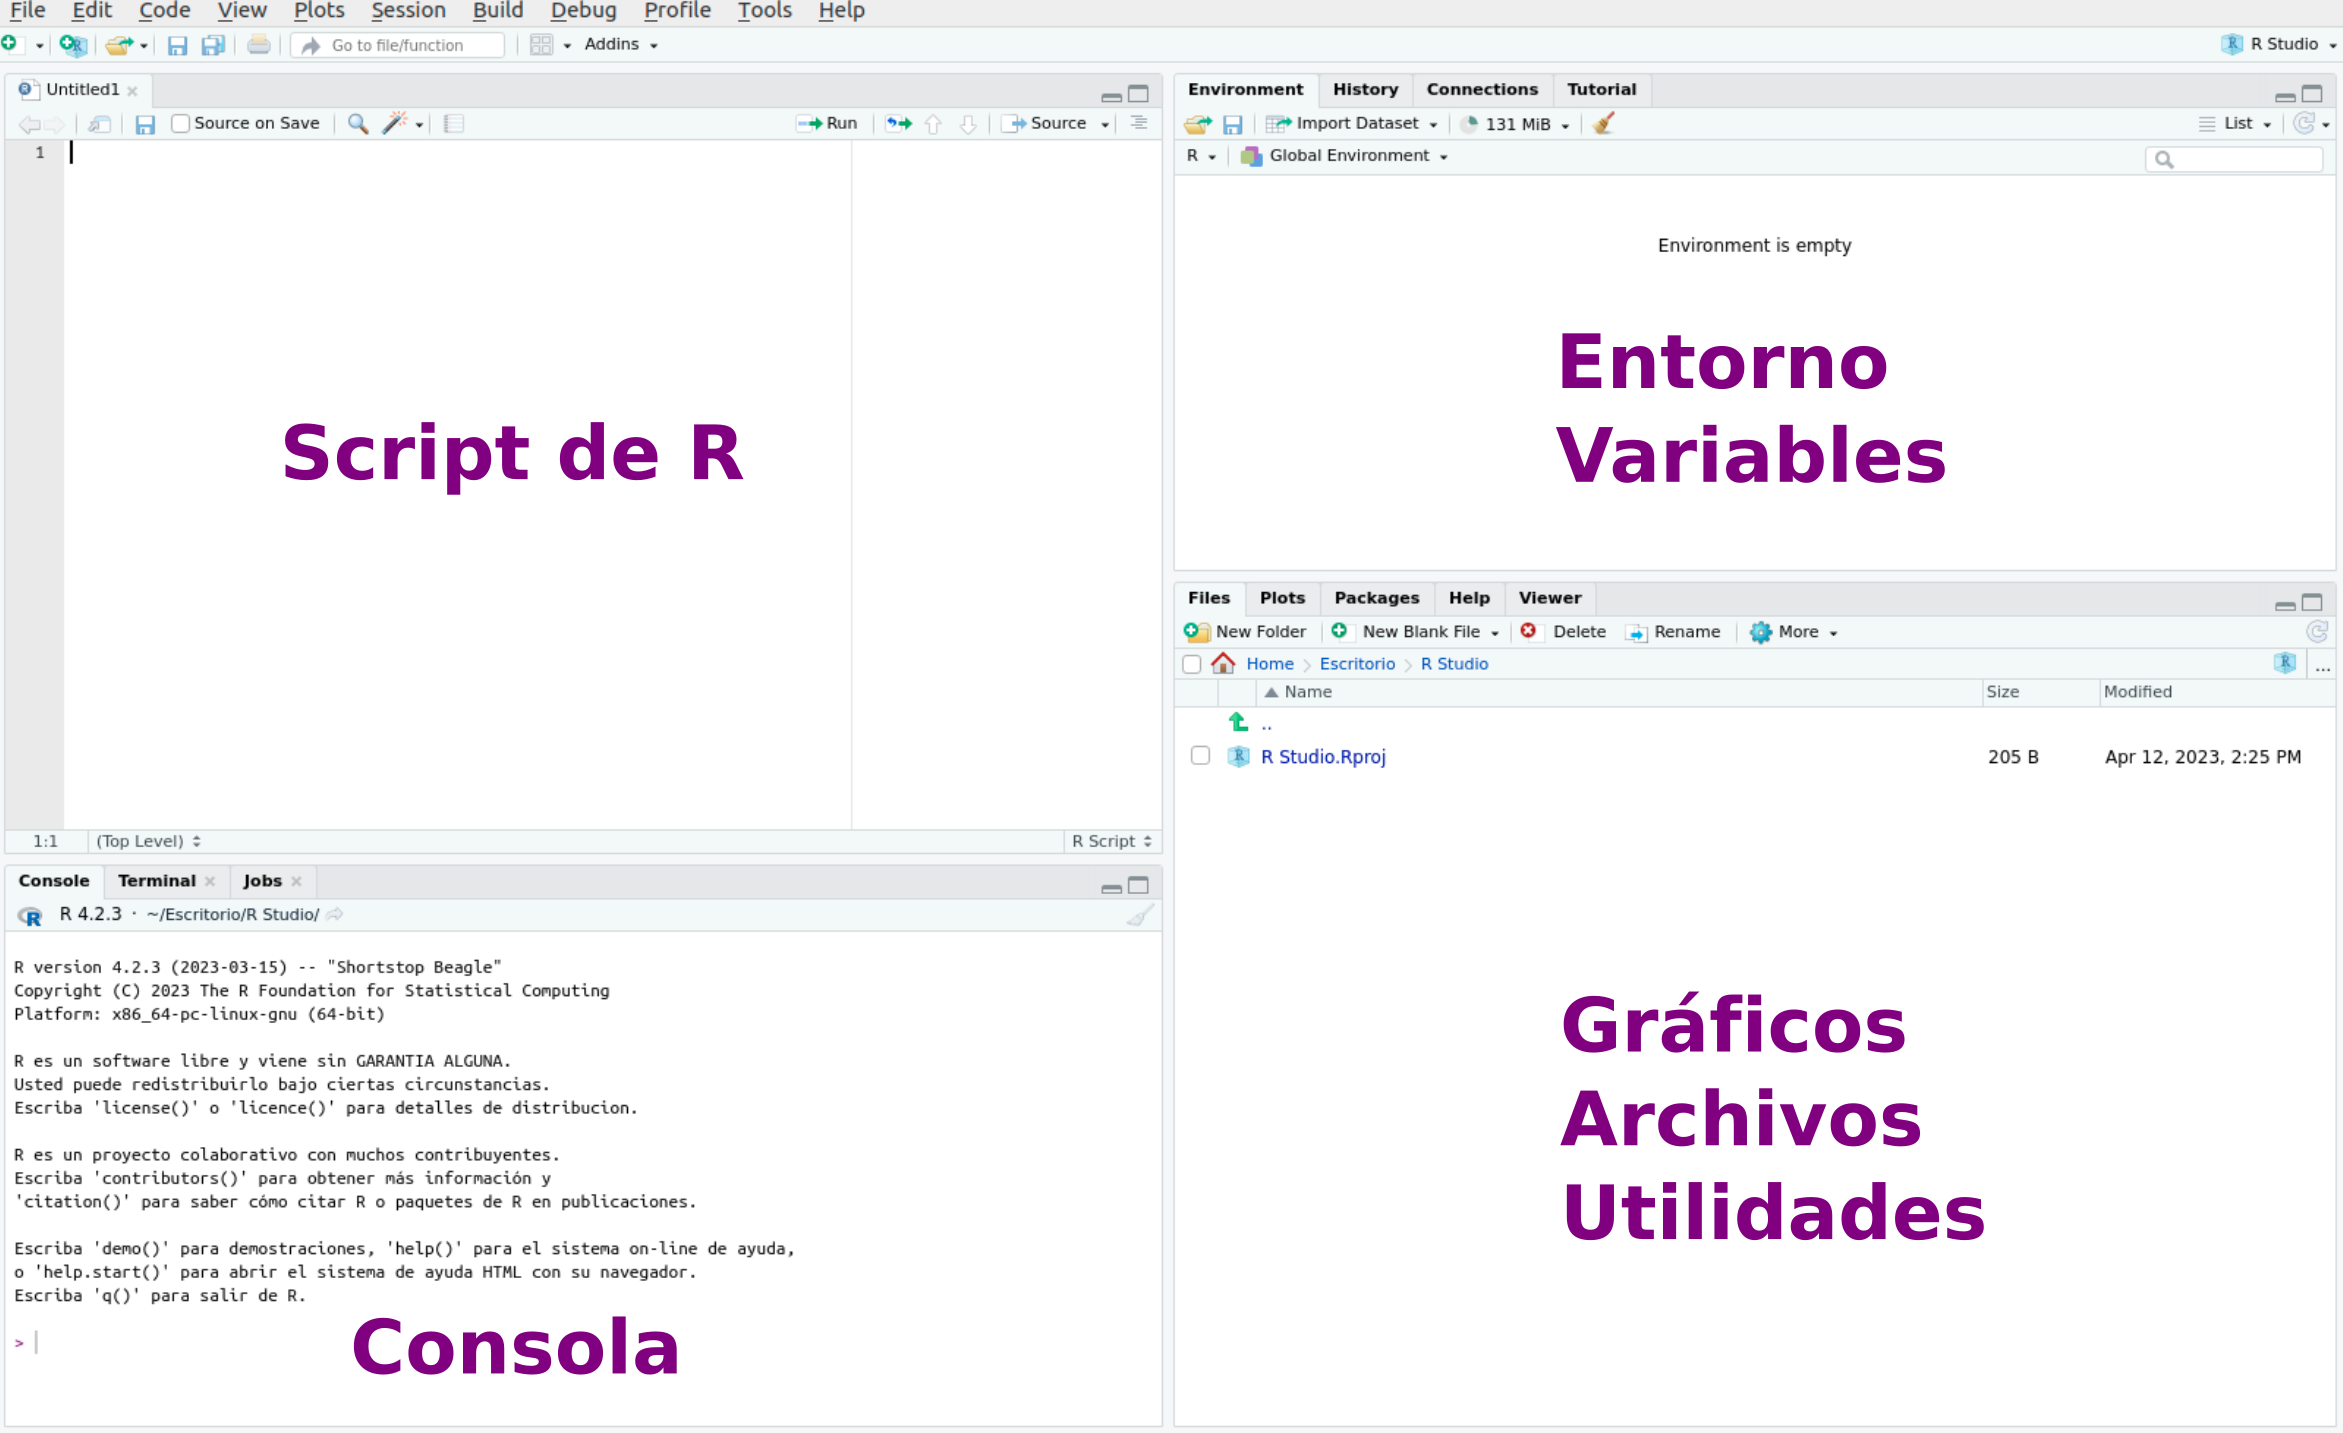 File Edit Code View Plots Session Build Debug Profile Tools Help
Go to file/function Addins R Studio
Untitled1
Source on Save Run Source
1
Script de R
1:1 (Top Level) R Script
Console Terminal Jobs
R 4.2.3 · ~/Escritorio/R Studio/
R version 4.2.3 (2023-03-15) -- "Shortstop Beagle"
Copyright (C) 2023 The R Foundation for Statistical Computing
Platform: x86_64-pc-linux-gnu (64-bit)
R es un software libre y viene sin GARANTIA ALGUNA.
Usted puede redistribuirlo bajo ciertas circunstancias.
Escriba 'license()' o 'licence()' para detalles de distribucion.
R es un proyecto colaborativo con muchos contribuyentes.
Escriba 'contributors()' para obtener más información y
'citation()' para saber cómo citar R o paquetes de R en publicaciones.
Escriba 'demo()' para demostraciones, 'help()' para el sistema on-line de ayuda,
o 'help.start()' para abrir el sistema de ayuda HTML con su navegador.
Escriba 'q()' para salir de R.
>
Consola
Environment History Connections Tutorial
Import Dataset 131 MiB List
R Global Environment
Environment is empty
Entorno
Variables
Files Plots Packages Help Viewer
New Folder New Blank File Delete Rename More
Home Escritorio R Studio ...
Name Size Modified
..
R Studio.Rproj 205 B Apr 12, 2023, 2:25 PM
Gráficos
Archivos
Utilidades